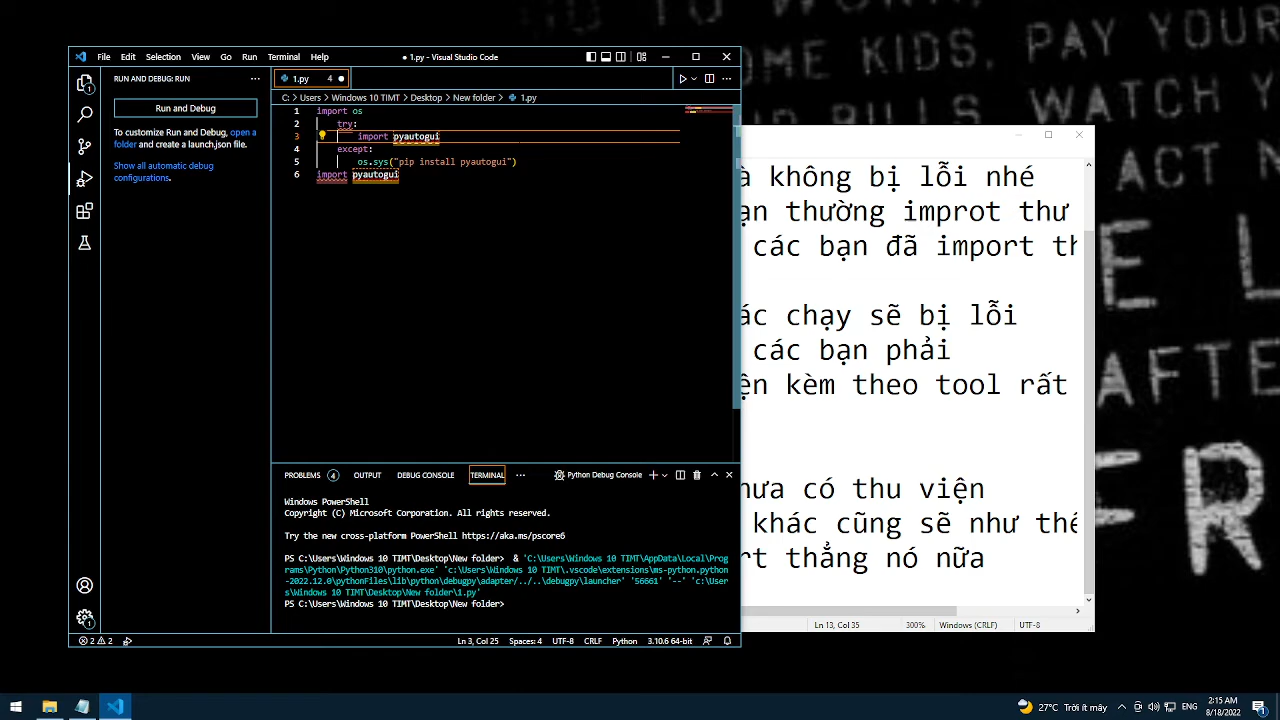 File Edit Selection View Go Run Terminal Help
● 1.py - Visual Studio Code
RUN AND DEBUG: RUN
Run and Debug
To customize Run and Debug, open a
folder and create a launch.json file.
Show all automatic debug
configurations.
1.py 4
C: > Users > Windows 10 TIMT > Desktop > New folder > 1.py
1 import os
2 try:
3 import pyautogui
4 except:
5 os.sys("pip install pyautogui")
6 import pyautogui
PROBLEMS 4 OUTPUT DEBUG CONSOLE TERMINAL ··· Python Debug Console
Windows PowerShell
Copyright (C) Microsoft Corporation. All rights reserved.
Try the new cross-platform PowerShell https://aka.ms/pscore6
PS C:\Users\Windows 10 TIMT\Desktop\New folder> & 'C:\Users\Windows 10 TIMT\AppData\Local\Prog
rams\Python\Python310\python.exe' 'c:\Users\Windows 10 TIMT\.vscode\extensions\ms-python.python
-2022.12.0\pythonFiles\lib\python\debugpy\adapter/../..\debugpy\launcher' '56661' '--' 'c:\User
s\Windows 10 TIMT\Desktop\New folder\1.py'
PS C:\Users\Windows 10 TIMT\Desktop\New folder>
1
1
2 2
Ln 3, Col 25 Spaces: 4 UTF-8 CRLF Python 3.10.6 64-bit
không bị lỗi nhé
thường improt thư
các bạn đã import
chạy sẽ bị lỗi
các bạn phải
kèm theo tool rất
có thu viện
khác cũng sẽ như thế
thẳng nó nữa
Ln 13, Col 35 300% Windows (CRLF) UTF-8
TO
KIDS, PAY YOUR
WATCH
ACT
AFTER
27°C Trời ít mây ENG 2:15 AM
8/18/2022
1